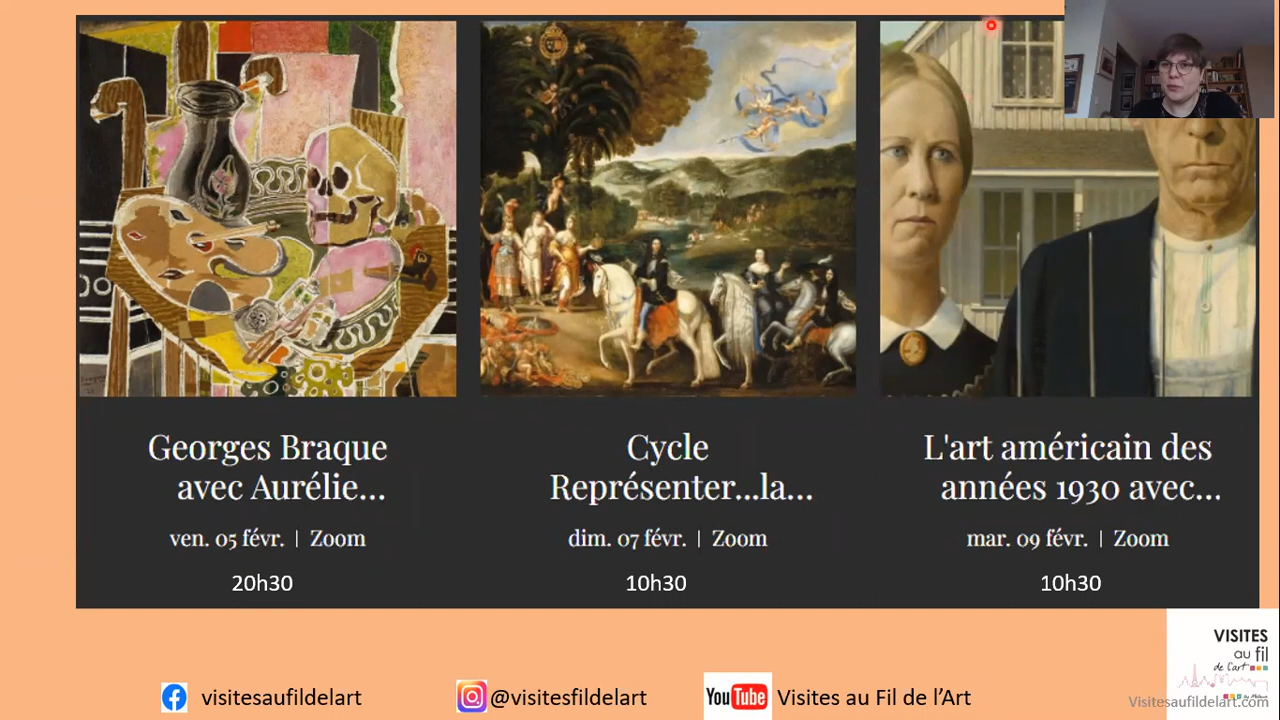 Georges Braque
avec Aurélie...
ven. 05 févr. | Zoom
20h30
Cycle
Représenter...la...
dim. 07 févr. | Zoom
10h30
L'art américain des
années 1930 avec...
mar. 09 févr. | Zoom
10h30
VISITES
au fil
de l'art
Visitesaufildelart.com
visitesaufildelart
@visitesfildelart
YouTube Visites au Fil de l'Art